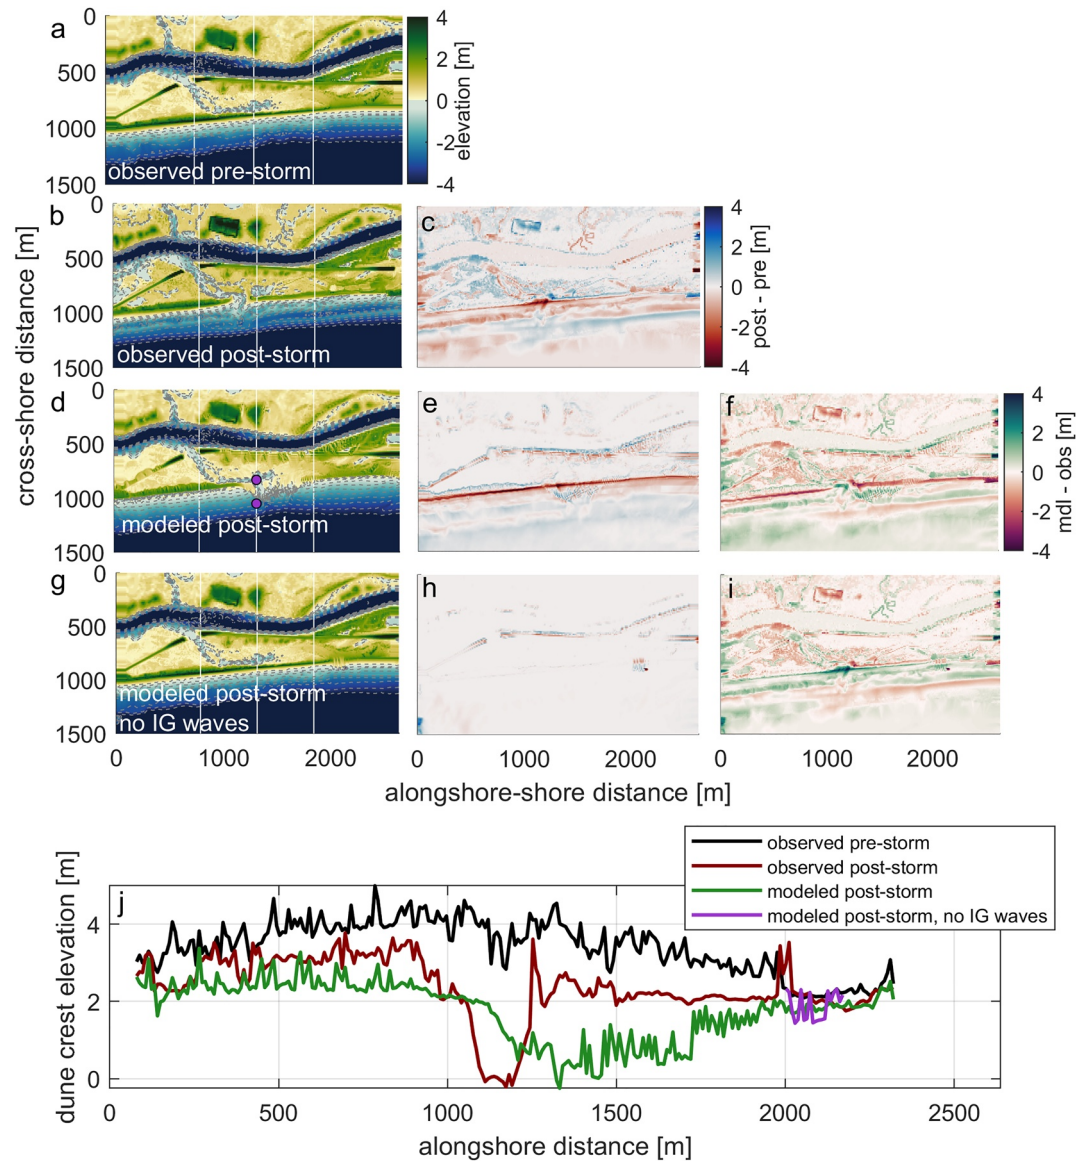 a
0
500
1000
1500
observed pre-storm
4
2
0
-2
-4
elevation [m]
cross-shore distance [m]
b
0
500
1000
1500
observed post-storm
c
4
2
0
-2
-4
post - pre [m]
d
0
500
1000
1500
modeled post-storm
e
f
4
2
0
-2
-4
mdl - obs [m]
g
0
500
1000
1500
modeled post-storm
no IG waves
h
i
0 1000 2000
0 1000 2000
0 1000 2000
alongshore-shore distance [m]
observed pre-storm
observed post-storm
modeled post-storm
modeled post-storm, no IG waves
j
dune crest elevation [m]
4
2
0
0 500 1000 1500 2000 2500
alongshore distance [m]